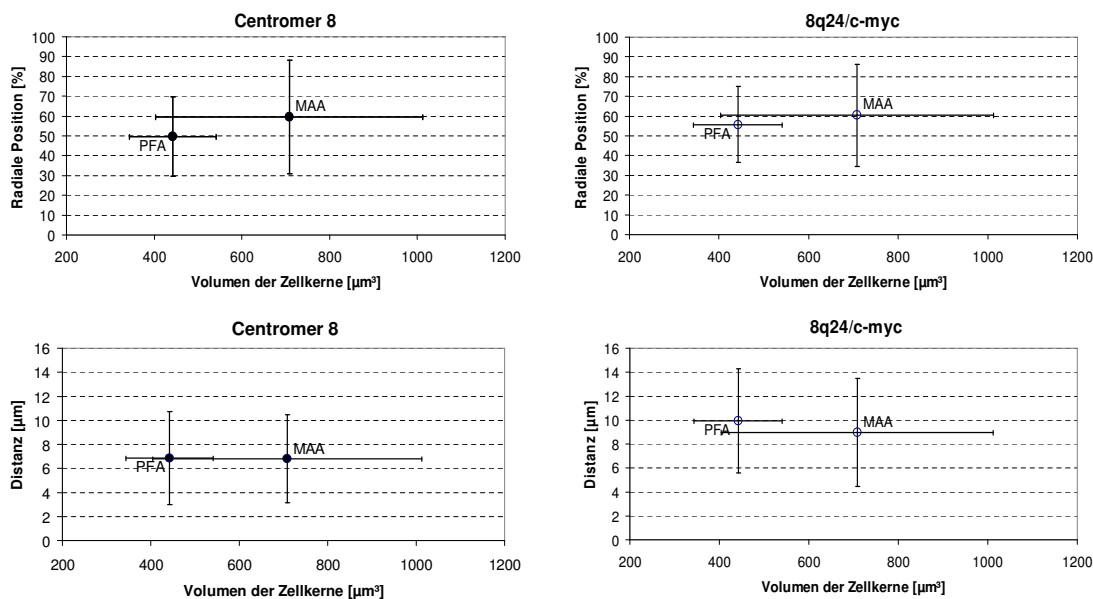 Centromer 8
Radiale Position [%]
100
90
80
70
60
50
40
30
20
10
0
PFA
MAA
200 400 600 800 1000 1200
Volumen der Zellkerne [µm³]
8q24/c-myc
Radiale Position [%]
100
90
80
70
60
50
40
30
20
10
0
PFA
MAA
200 400 600 800 1000 1200
Volumen der Zellkerne [µm³]
Centromer 8
Distanz [µm]
16
14
12
10
8
6
4
2
0
PFA
MAA
200 400 600 800 1000 1200
Volumen der Zellkerne [µm³]
8q24/c-myc
Distanz [µm]
16
14
12
10
8
6
4
2
0
PFA
MAA
200 400 600 800 1000 1200
Volumen der Zellkerne [µm³]